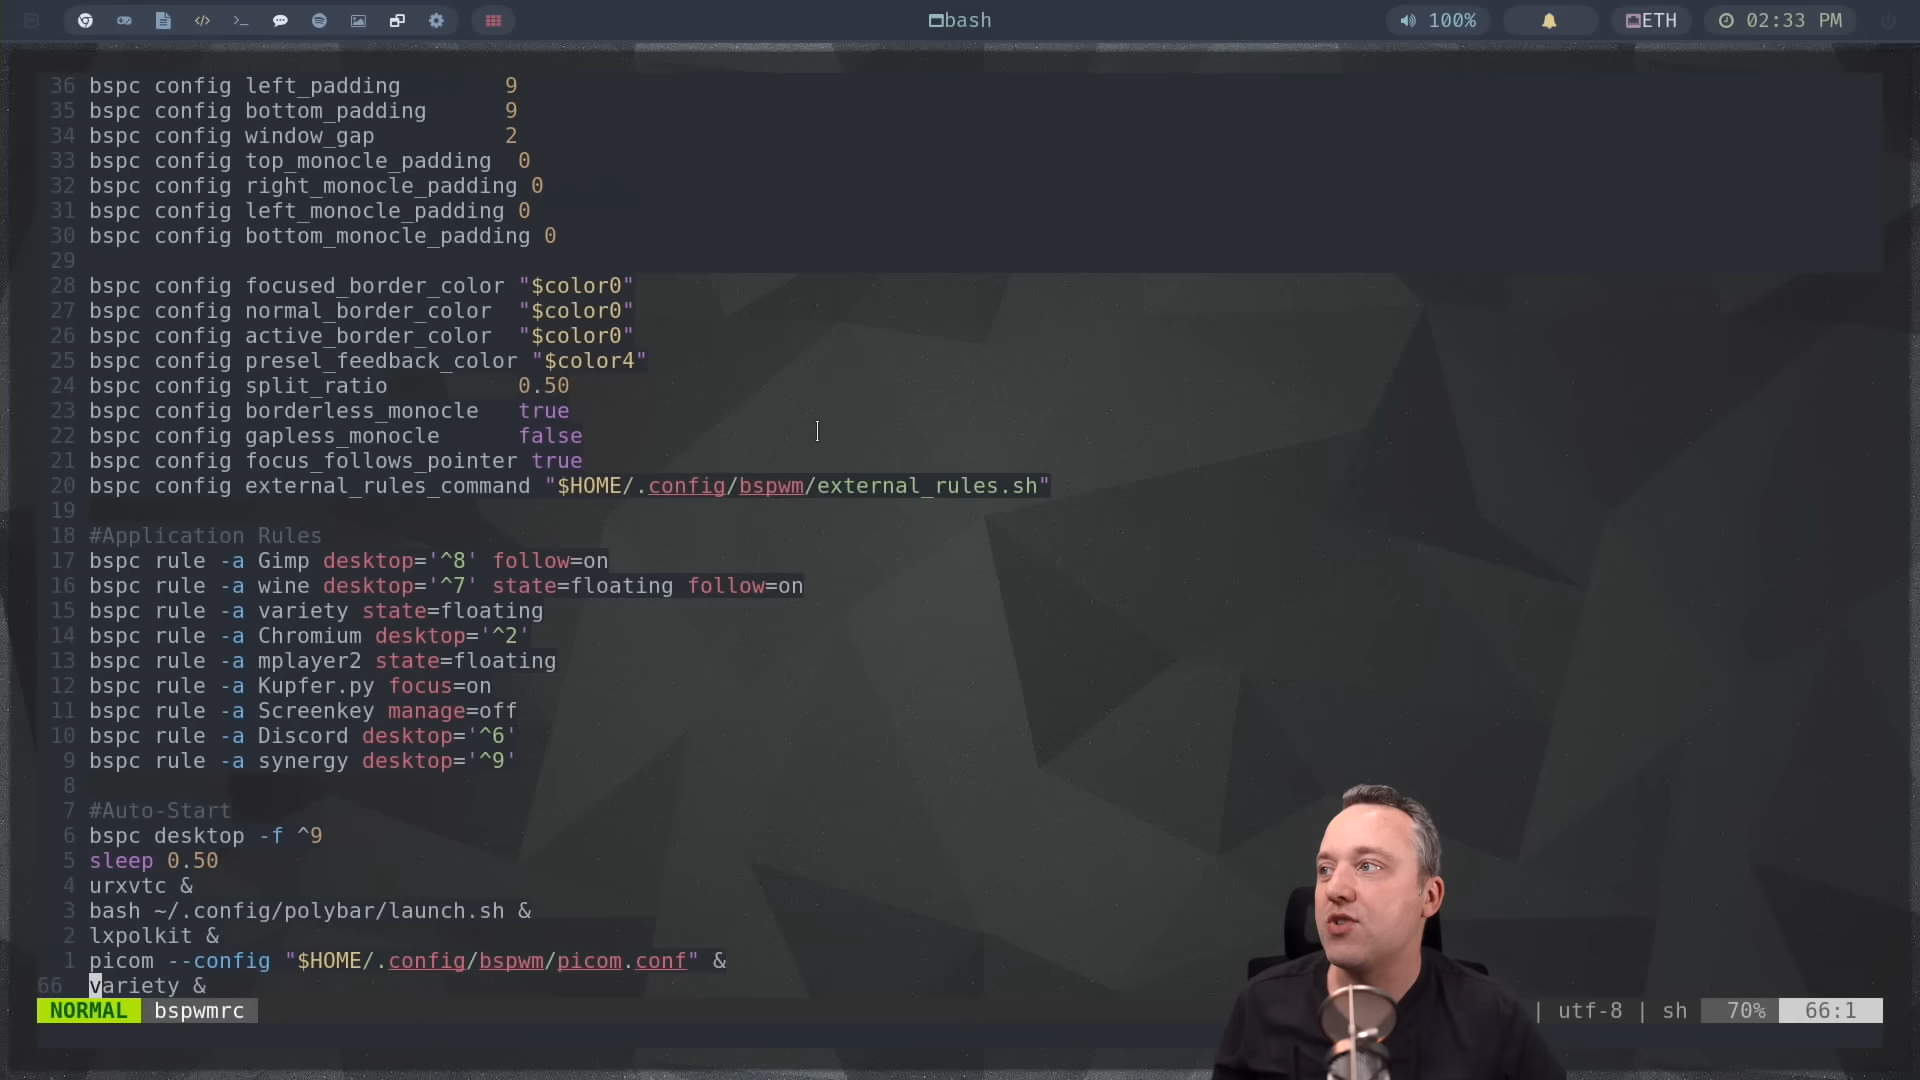 bash
100%
ETH
02:33 PM
36 bspc config left_padding 9
35 bspc config bottom_padding 9
34 bspc config window_gap 2
33 bspc config top_monocle_padding 0
32 bspc config right_monocle_padding 0
31 bspc config left_monocle_padding 0
30 bspc config bottom_monocle_padding 0
29
28 bspc config focused_border_color "$color0"
27 bspc config normal_border_color "$color0"
26 bspc config active_border_color "$color0"
25 bspc config presel_feedback_color "$color4"
24 bspc config split_ratio 0.50
23 bspc config borderless_monocle true
22 bspc config gapless_monocle false
21 bspc config focus_follows_pointer true
20 bspc config external_rules_command "$HOME/.config/bspwm/external_rules.sh"
19
18 #Application Rules
17 bspc rule -a Gimp desktop='^8' follow=on
16 bspc rule -a wine desktop='^7' state=floating follow=on
15 bspc rule -a variety state=floating
14 bspc rule -a Chromium desktop='^2'
13 bspc rule -a mplayer2 state=floating
12 bspc rule -a Kupfer.py focus=on
11 bspc rule -a Screenkey manage=off
10 bspc rule -a Discord desktop='^6'
9 bspc rule -a synergy desktop='^9'
8
7 #Auto-Start
6 bspc desktop -f ^9
5 sleep 0.50
4 urxvtc &
3 bash ~/.config/polybar/launch.sh &
2 lxpolkit &
1 picom --config "$HOME/.config/bspwm/picom.conf" &
66 variety &
NORMAL bspwmrc | utf-8 | sh 70% 66:1